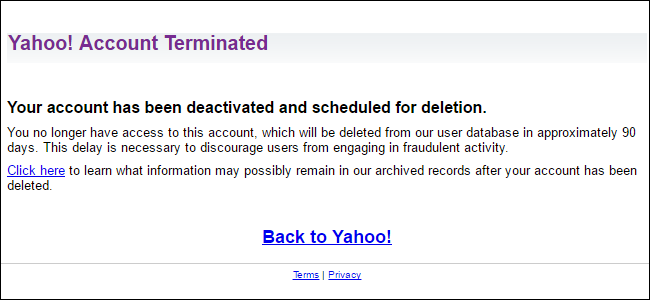 Yahoo! Account Terminated
Your account has been deactivated and scheduled for deletion.
You no longer have access to this account, which will be deleted from our user database in approximately 90
days. This delay is necessary to discourage users from engaging in fraudulent activity.
Click here to learn what information may possibly remain in our archived records after your account has been
deleted.
Back to Yahoo!
Terms | Privacy